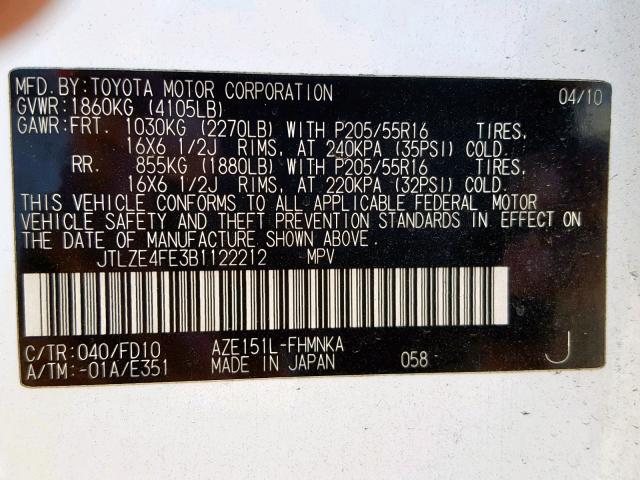 MFD.BY:TOYOTA MOTOR CORPORATION 04/10
GVWR:1860KG (4105LB)
GAWR:FRT. 1030KG (2270LB) WITH P205/55R16 TIRES,
16X6 1/2J RIMS, AT 240KPA (35PSI) COLD.
RR. 855KG (1880LB) WITH P205/55R16 TIRES,
16X6 1/2J RIMS, AT 220KPA (32PSI) COLD.
THIS VEHICLE CONFORMS TO ALL APPLICABLE FEDERAL MOTOR
VEHICLE SAFETY AND THEFT PREVENTION STANDARDS IN EFFECT ON
THE DATE OF MANUFACTURE SHOWN ABOVE.
JTLZE4FE3B1122212 MPV
C/TR:040/FD10 AZE151L-FHMNKA
A/TM:-01A/E351 MADE IN JAPAN 058 J